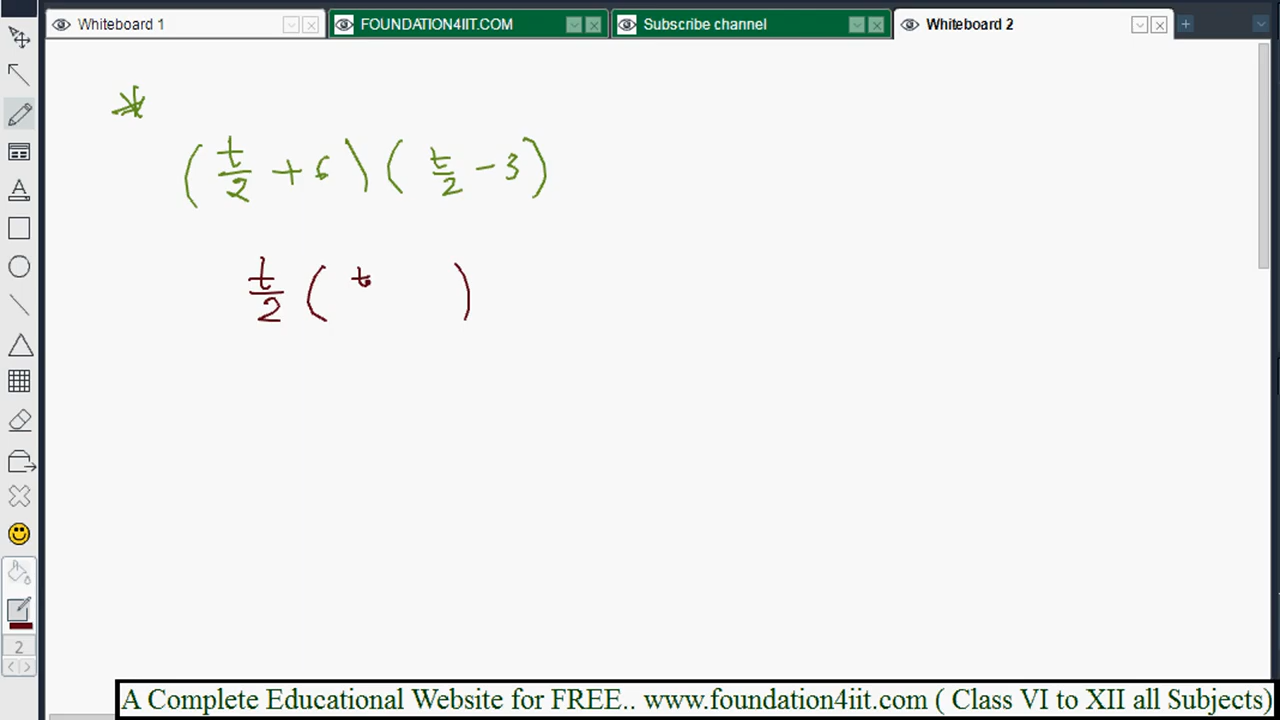 Whiteboard 1 FOUNDATION4IIT.COM Subscribe channel Whiteboard 2
(t/2 + 6)(t/2 - 3)
t/2 ( t )
2
A Complete Educational Website for FREE.. www.foundation4iit.com ( Class VI to XII all Subjects)